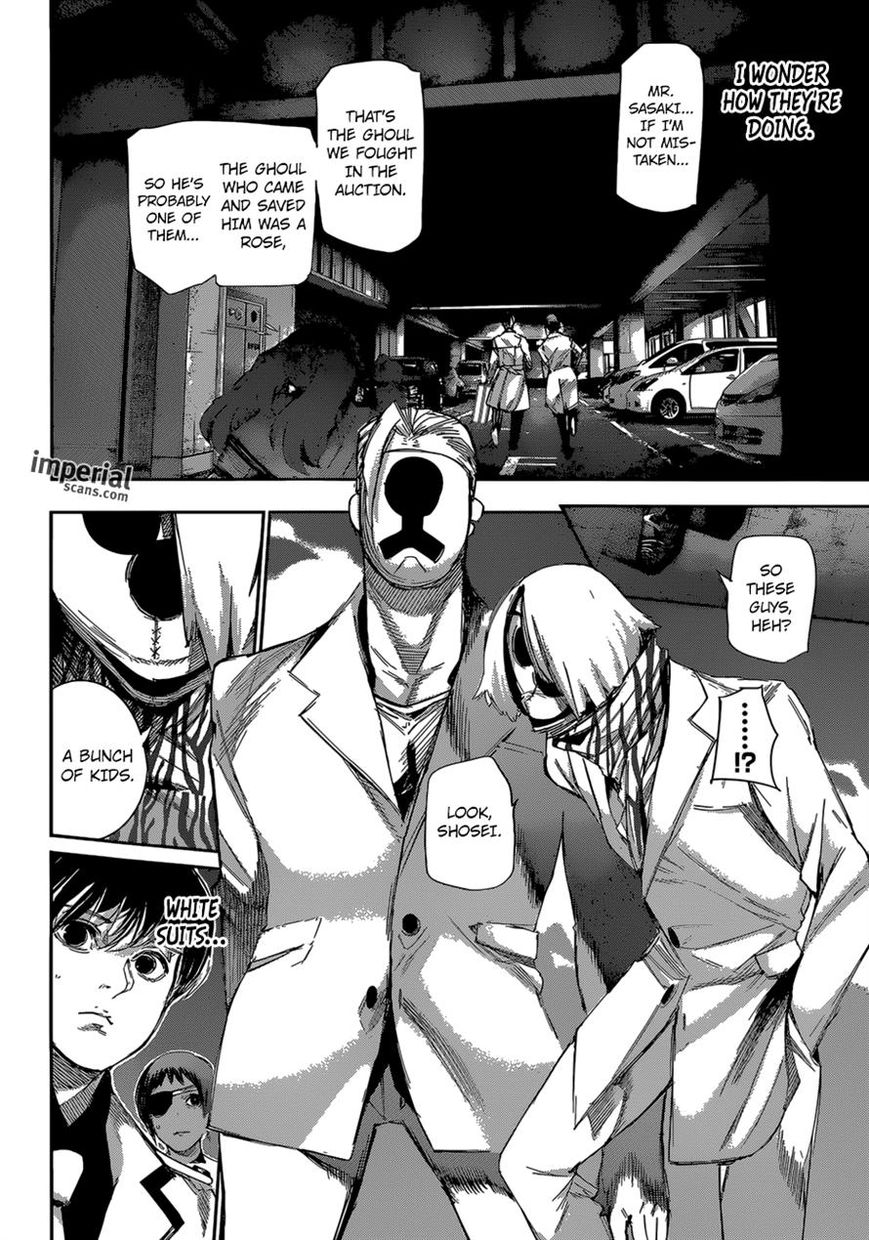 I WONDER
HOW THEY'RE
DOING.
MR.
SASAKI...
IF I'M
NOT MIS-
TAKEN...
THAT'S
THE GHOUL
WE FOUGHT
IN THE
AUCTION.
THE GHOUL
WHO CAME
AND SAVED
HIM WAS A
ROSE,
SO HE'S
PROBABLY
ONE OF
THEM...
imperial
scans.com
SO
THESE
GUYS,
HEH?
......!?
LOOK,
SHOSEI.
A BUNCH
OF KIDS.
WHITE
SUITS...